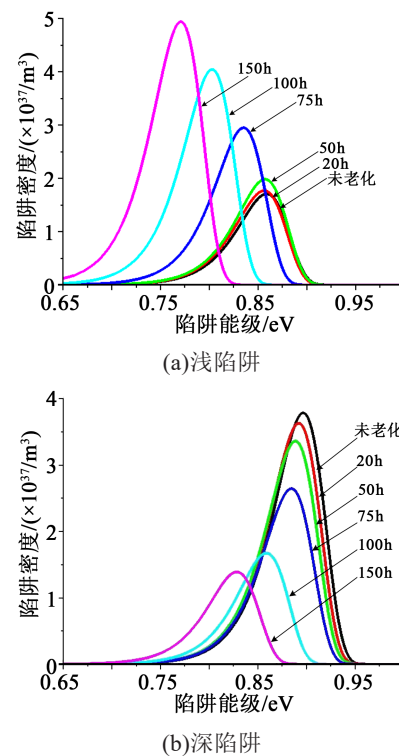 5
4
3
2
1
0
陷阱密度/(×10³⁷/m³)
150h
100h
75h
50h
20h
未老化
0.65 0.75 0.85 0.95
陷阱能级/eV
(a)浅陷阱
4
3
2
1
0
陷阱密度/(×10³⁷/m³)
未老化
20h
50h
75h
100h
150h
0.65 0.75 0.85 0.95
陷阱能级/eV
(b)深陷阱